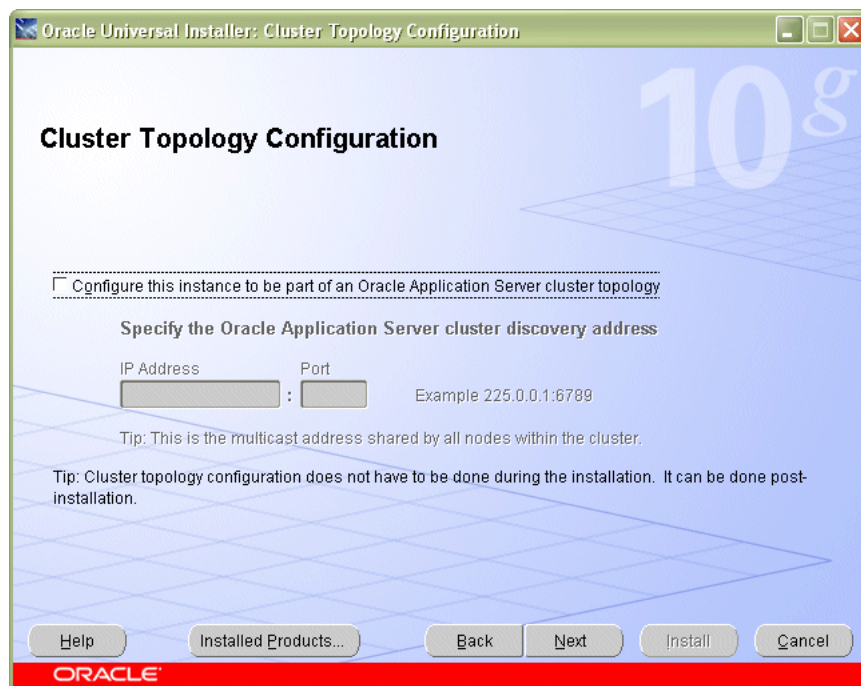 Oracle Universal Installer: Cluster Topology Configuration
10g
Cluster Topology Configuration
Configure this instance to be part of an Oracle Application Server cluster topology
Specify the Oracle Application Server cluster discovery address
IP Address Port
: Example 225.0.0.1:6789
Tip: This is the multicast address shared by all nodes within the cluster.
Tip: Cluster topology configuration does not have to be done during the installation. It can be done post-
installation.
Help Installed Products... Back Next Install Cancel
ORACLE